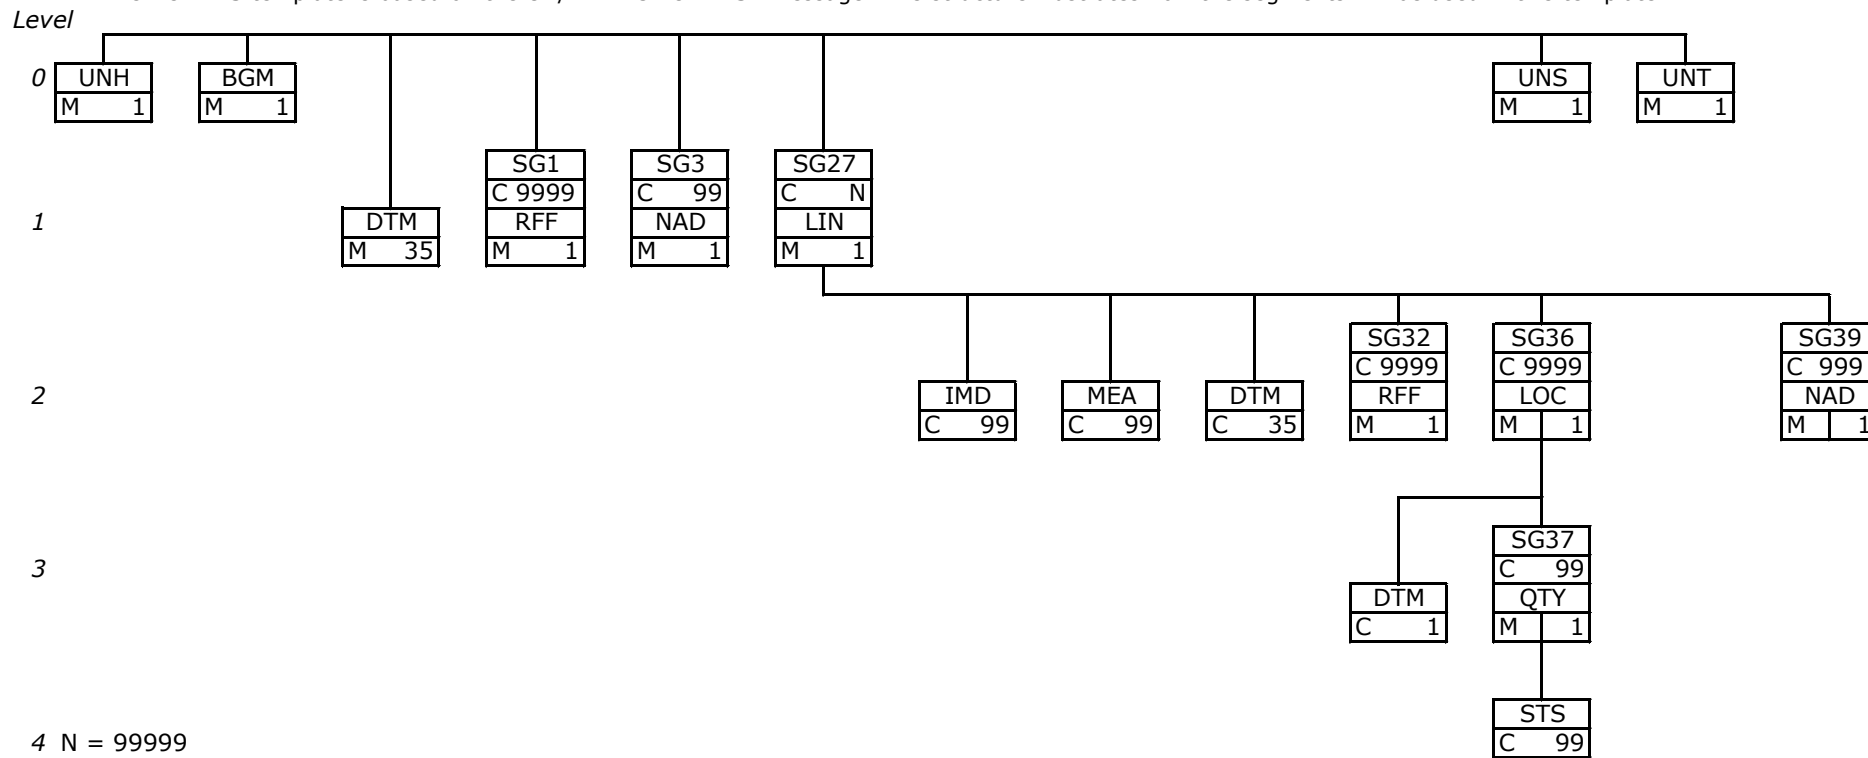 Level
0 UNH BGM UNS UNT
M 1 M 1 M 1 M 1
SG1 SG3 SG27
C 9999 C 99 C N
1 DTM RFF NAD LIN
M 35 M 1 M 1 M 1
SG32 SG36 SG39
C 9999 C 9999 C 999
2 IMD MEA DTM RFF LOC NAD
C 99 C 99 C 35 M 1 M 1 M 1
SG37
3 C 99
DTM QTY
C 1 M 1
STS
4 N = 99999 C 99